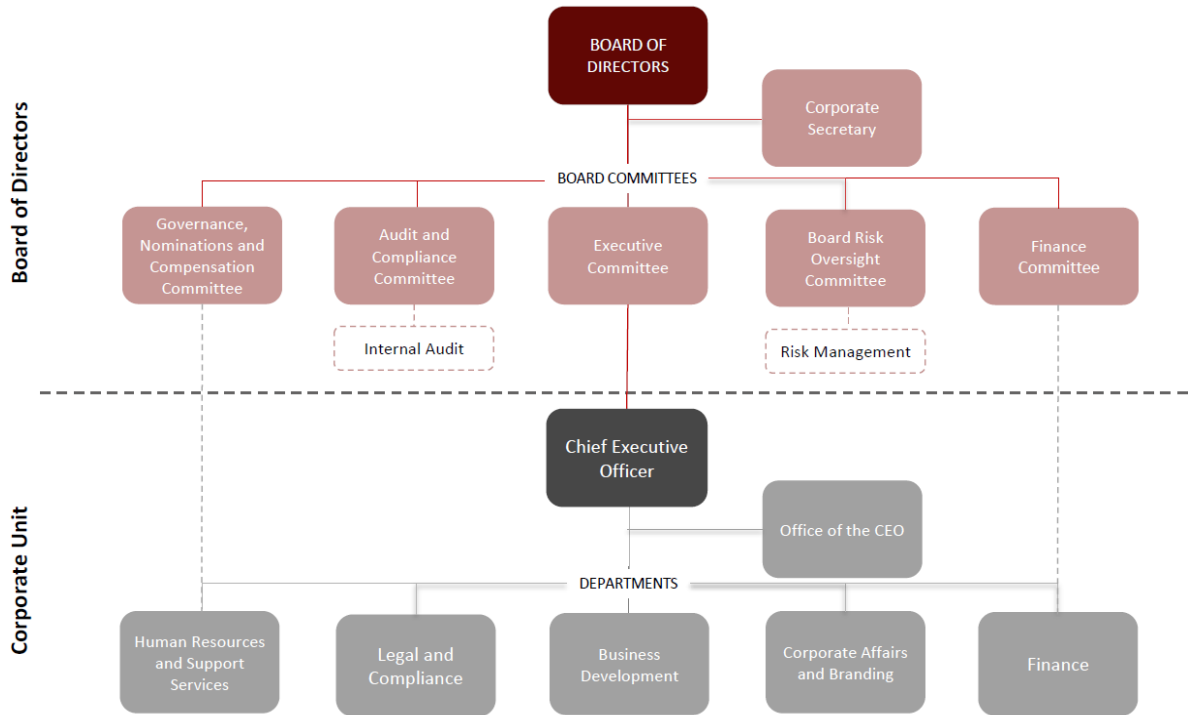 BOARD OF
DIRECTORS
Corporate
Secretary
Board of Directors
BOARD COMMITTEES
Governance,
Nominations and
Compensation
Committee
Audit and
Compliance
Committee
Executive
Committee
Board Risk
Oversight
Committee
Finance
Committee
Internal Audit
Risk Management
Chief Executive
Officer
Office of the CEO
Corporate Unit
DEPARTMENTS
Human Resources
and Support
Services
Legal and
Compliance
Business
Development
Corporate Affairs
and Branding
Finance